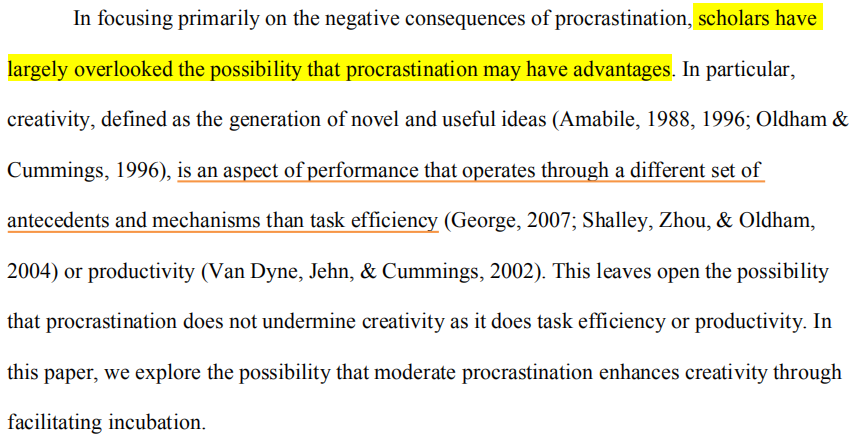 In focusing primarily on the negative consequences of procrastination, scholars have
largely overlooked the possibility that procrastination may have advantages. In particular,
creativity, defined as the generation of novel and useful ideas (Amabile, 1988, 1996; Oldham &
Cummings, 1996), is an aspect of performance that operates through a different set of
antecedents and mechanisms than task efficiency (George, 2007; Shalley, Zhou, & Oldham,
2004) or productivity (Van Dyne, Jehn, & Cummings, 2002). This leaves open the possibility
that procrastination does not undermine creativity as it does task efficiency or productivity. In
this paper, we explore the possibility that moderate procrastination enhances creativity through
facilitating incubation.